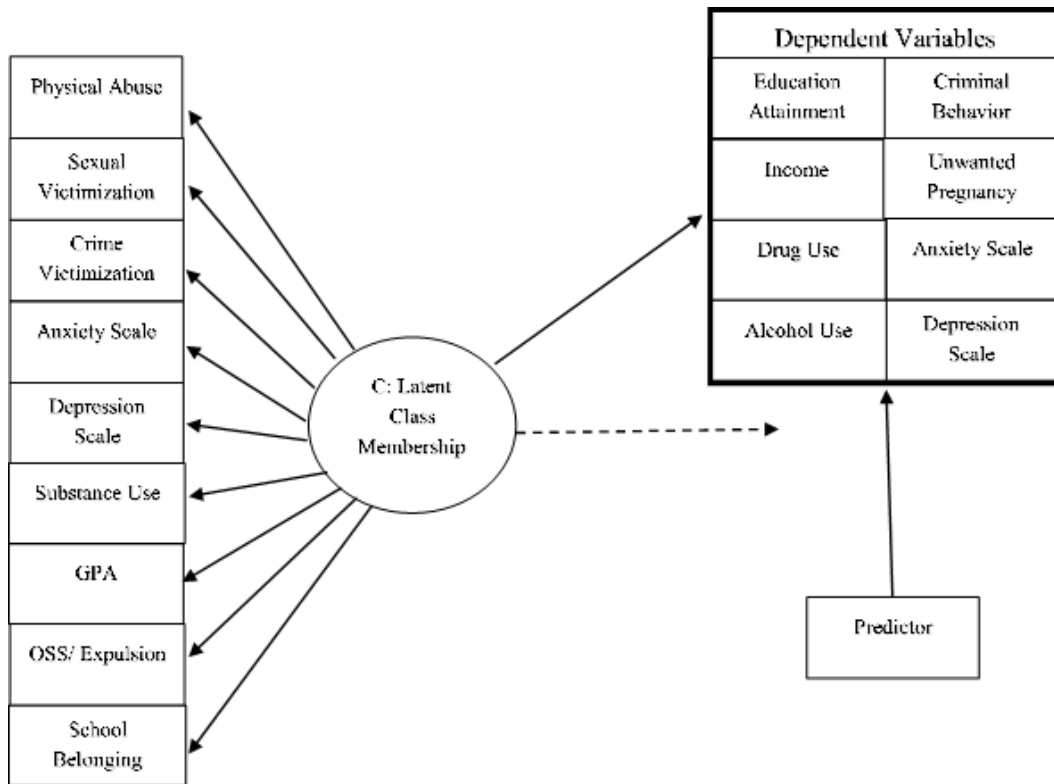 Physical Abuse
Sexual
Victimization
Crime
Victimization
Anxiety Scale
Depression
Scale
Substance Use
GPA
OSS/ Expulsion
School
Belonging
C: Latent
Class
Membership
Dependent Variables
Education
Attainment
Criminal
Behavior
Income
Unwanted
Pregnancy
Drug Use
Anxiety Scale
Alcohol Use
Depression
Scale
Predictor